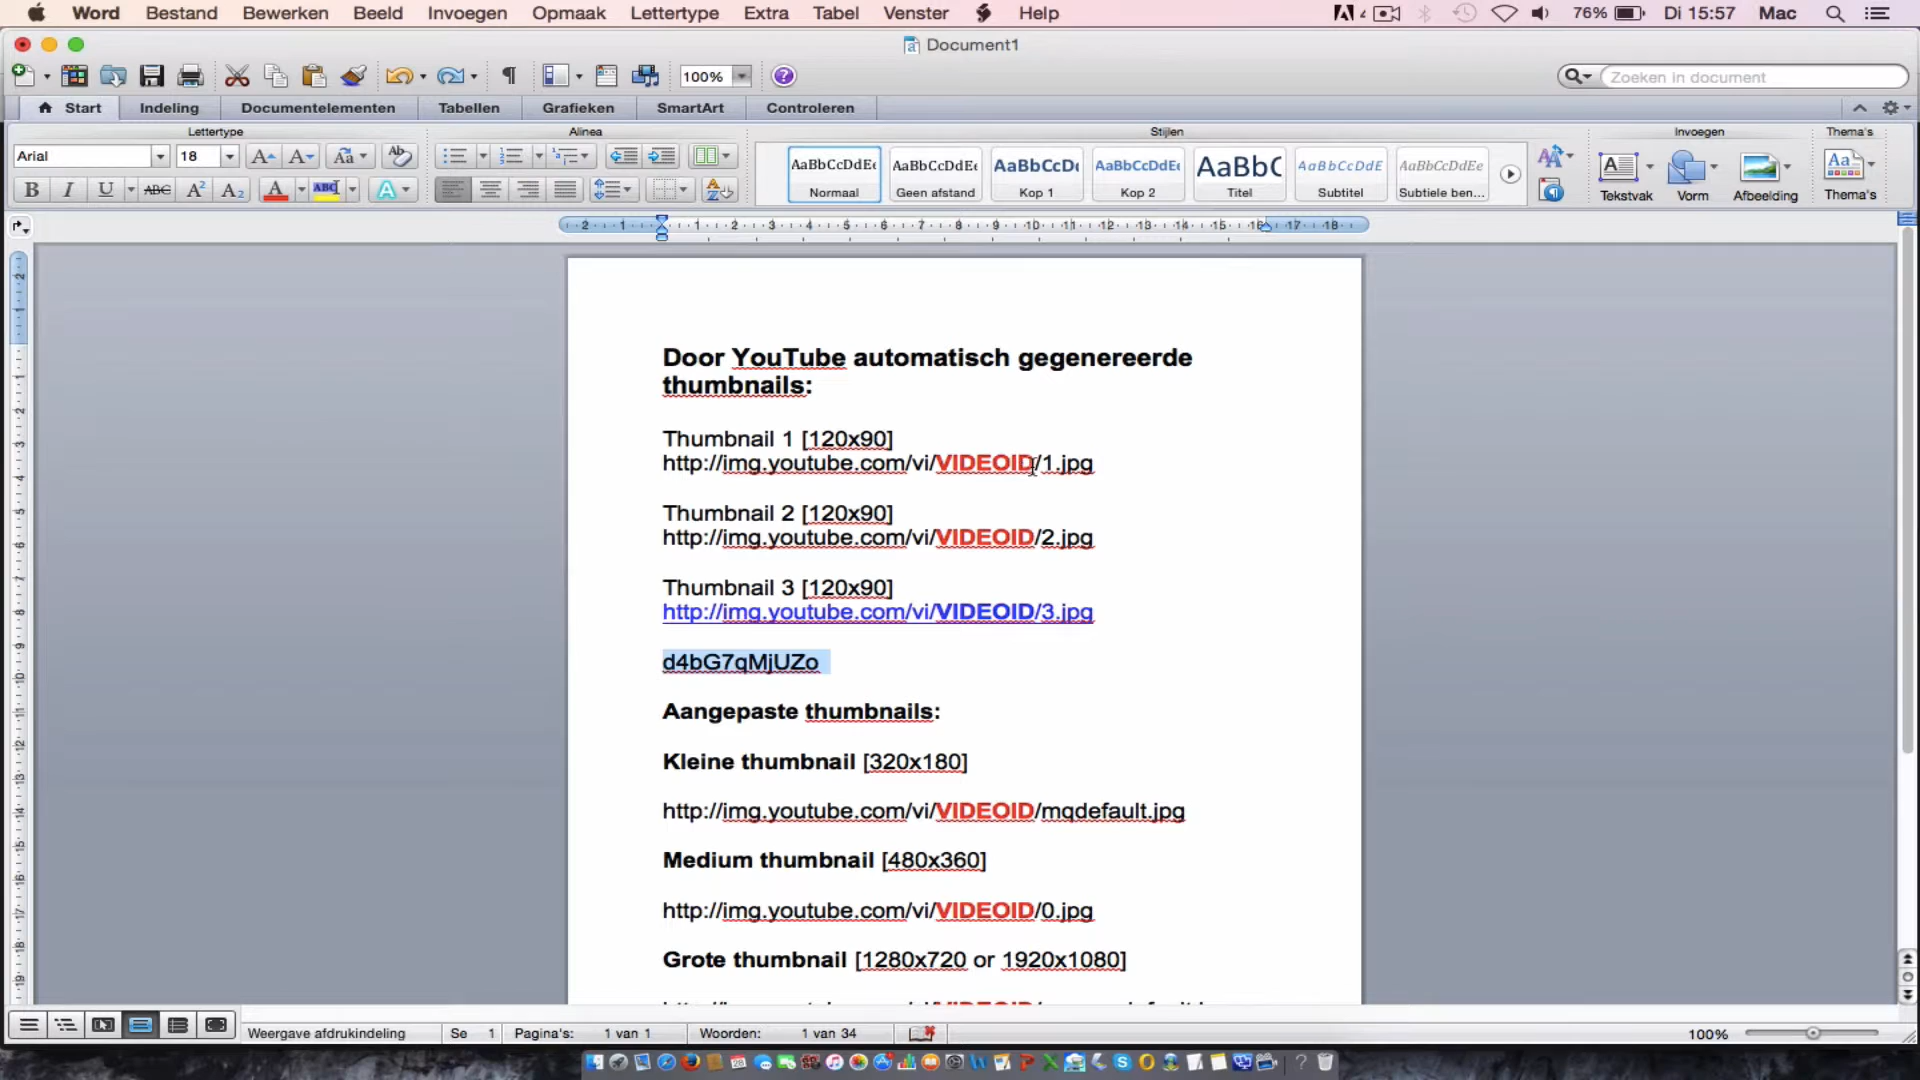 Word Bestand Bewerken Beeld Invoegen Opmaak Lettertype Extra Tabel Venster Help 4 76% Di 15:57 Mac
Document1
100% Zoeken in document
Start Indeling Documentelementen Tabellen Grafieken SmartArt Controleren
Lettertype Alinea Stijlen Invoegen Thema's
Arial 18
AaBbCcDdEe AaBbCcDdEe AaBbCcDc AaBbCcDdEe AaBbC AaBbCcDdE AaBbCcDdEe
Normaal Geen afstand Kop 1 Kop 2 Titel Subtitel Subtiele ben... Tekstvak Vorm Afbeelding Thema's
Door YouTube automatisch gegenereerde
thumbnails:
Thumbnail 1 [120x90]
http://img.youtube.com/vi/VIDEOID/1.jpg
Thumbnail 2 [120x90]
http://img.youtube.com/vi/VIDEOID/2.jpg
Thumbnail 3 [120x90]
http://img.youtube.com/vi/VIDEOID/3.jpg
d4bG7qMjUZo
Aangepaste thumbnails:
Kleine thumbnail [320x180]
http://img.youtube.com/vi/VIDEOID/mqdefault.jpg
Medium thumbnail [480x360]
http://img.youtube.com/vi/VIDEOID/0.jpg
Grote thumbnail [1280x720 or 1920x1080]
Weergave afdrukindeling Se 1 Pagina's: 1 van 1 Woorden: 1 van 34 100%